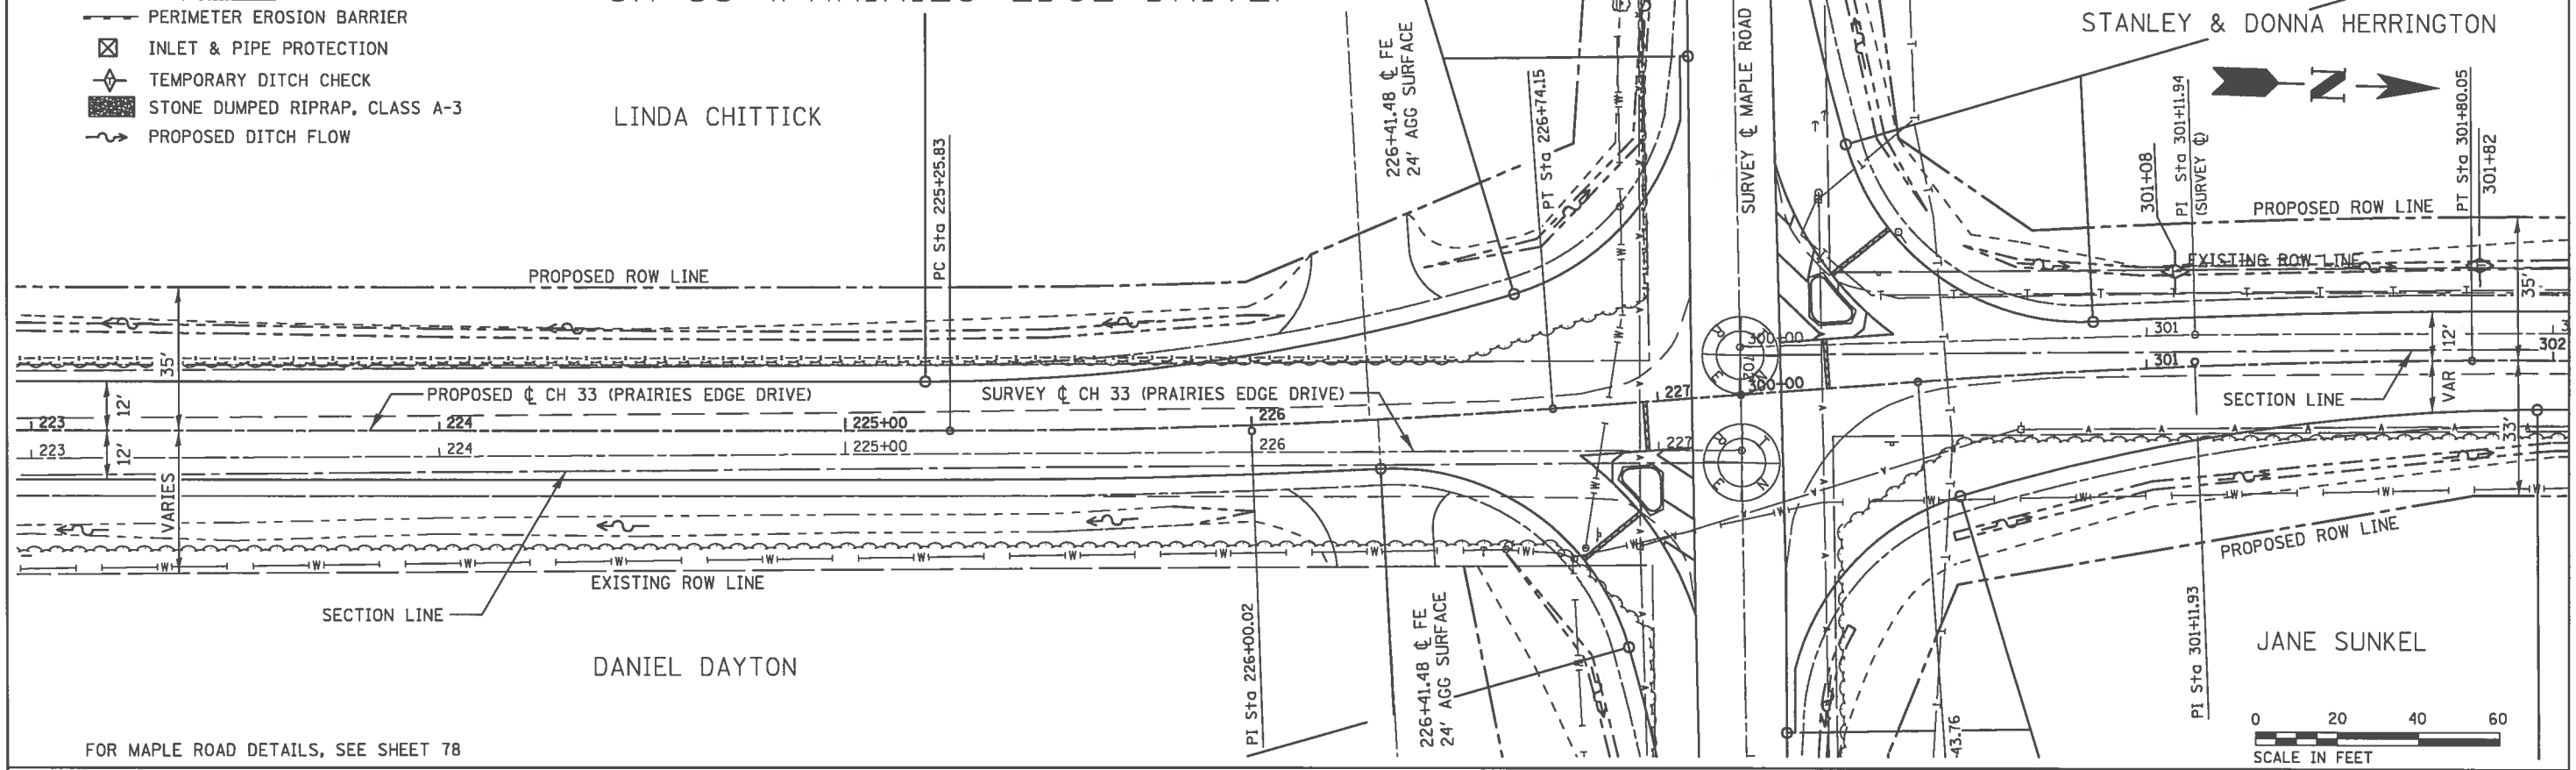 PERIMETER EROSION BARRIER
INLET & PIPE PROTECTION
TEMPORARY DITCH CHECK
STONE DUMPED RIPRAP, CLASS A-3
PROPOSED DITCH FLOW
LINDA CHITTICK
STANLEY & DONNA HERRINGTON
N
PC Sta 225+25.83
226+41.48 ℄ FE
24' AGG SURFACE
PT Sta 226+74.15
SURVEY ℄ MAPLE ROAD
301+08
PI Sta 301+11.94
(SURVEY ℄)
PT Sta 301+80.05
301+82
PROPOSED ROW LINE
PROPOSED ROW LINE
EXISTING ROW LINE
35'
35'
12'
12'
12'
VAR
33'
VARIES
PROPOSED ℄ CH 33 (PRAIRIES EDGE DRIVE)
SURVEY ℄ CH 33 (PRAIRIES EDGE DRIVE)
223
224
225+00
226
227
300+00
301
302
223
224
225+00
226
227
300+00
301
SECTION LINE
EXISTING ROW LINE
SECTION LINE
PROPOSED ROW LINE
DANIEL DAYTON
JANE SUNKEL
PI Sta 226+00.02
226+41.48 ℄ FE
24' AGG SURFACE
43.76
PI Sta 301+11.93
FOR MAPLE ROAD DETAILS, SEE SHEET 78
0 20 40 60
SCALE IN FEET